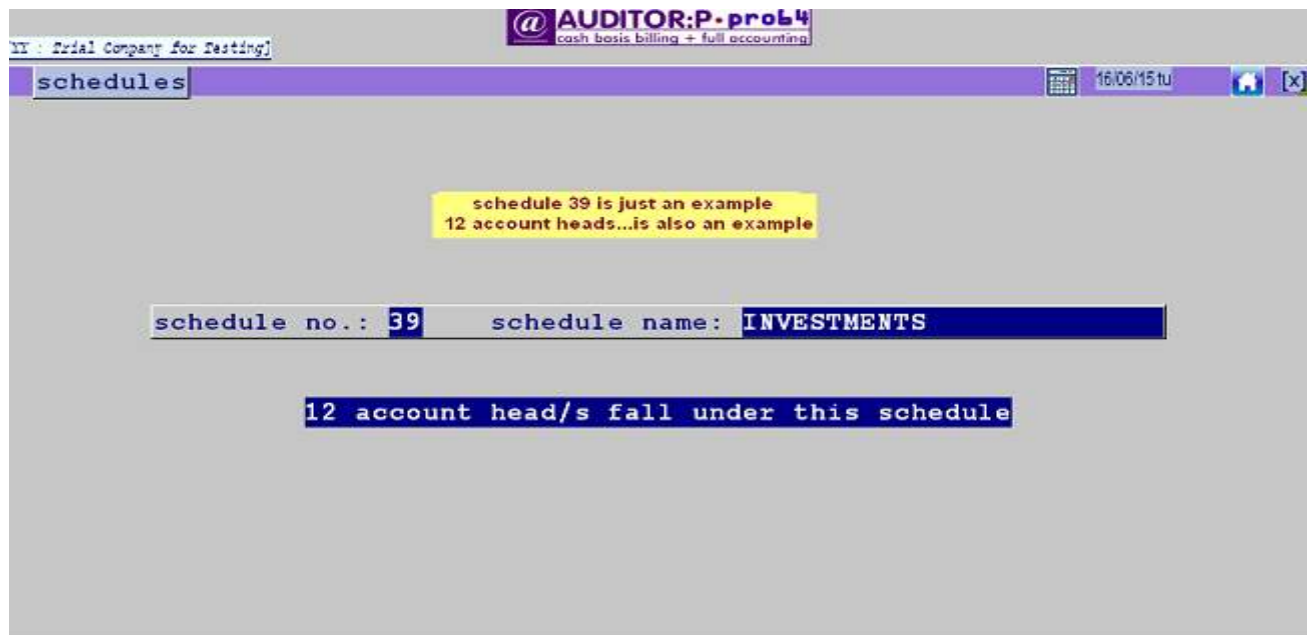 @ AUDITOR:P-pro64
cash basis billing + full accounting
YY : Trial Company for Testing]
schedules
16/06/15 tu
[x]
schedule 39 is just an example
12 account heads...is also an example
schedule no.: 39 schedule name: INVESTMENTS
12 account head/s fall under this schedule